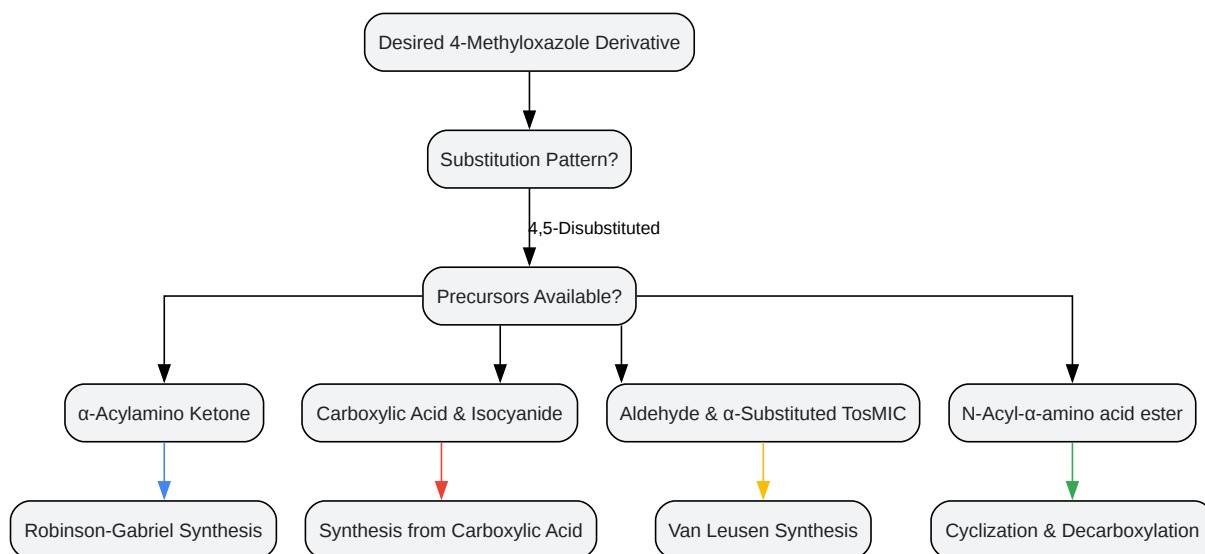 Desired 4-Methyloxazole Derivative
Substitution Pattern?
4,5-Disubstituted
Precursors Available?
α-Acylamino Ketone
Carboxylic Acid & Isocyanide
Aldehyde & α-Substituted TosMIC
N-Acyl-α-amino acid ester
Robinson-Gabriel Synthesis
Synthesis from Carboxylic Acid
Van Leusen Synthesis
Cyclization & Decarboxylation